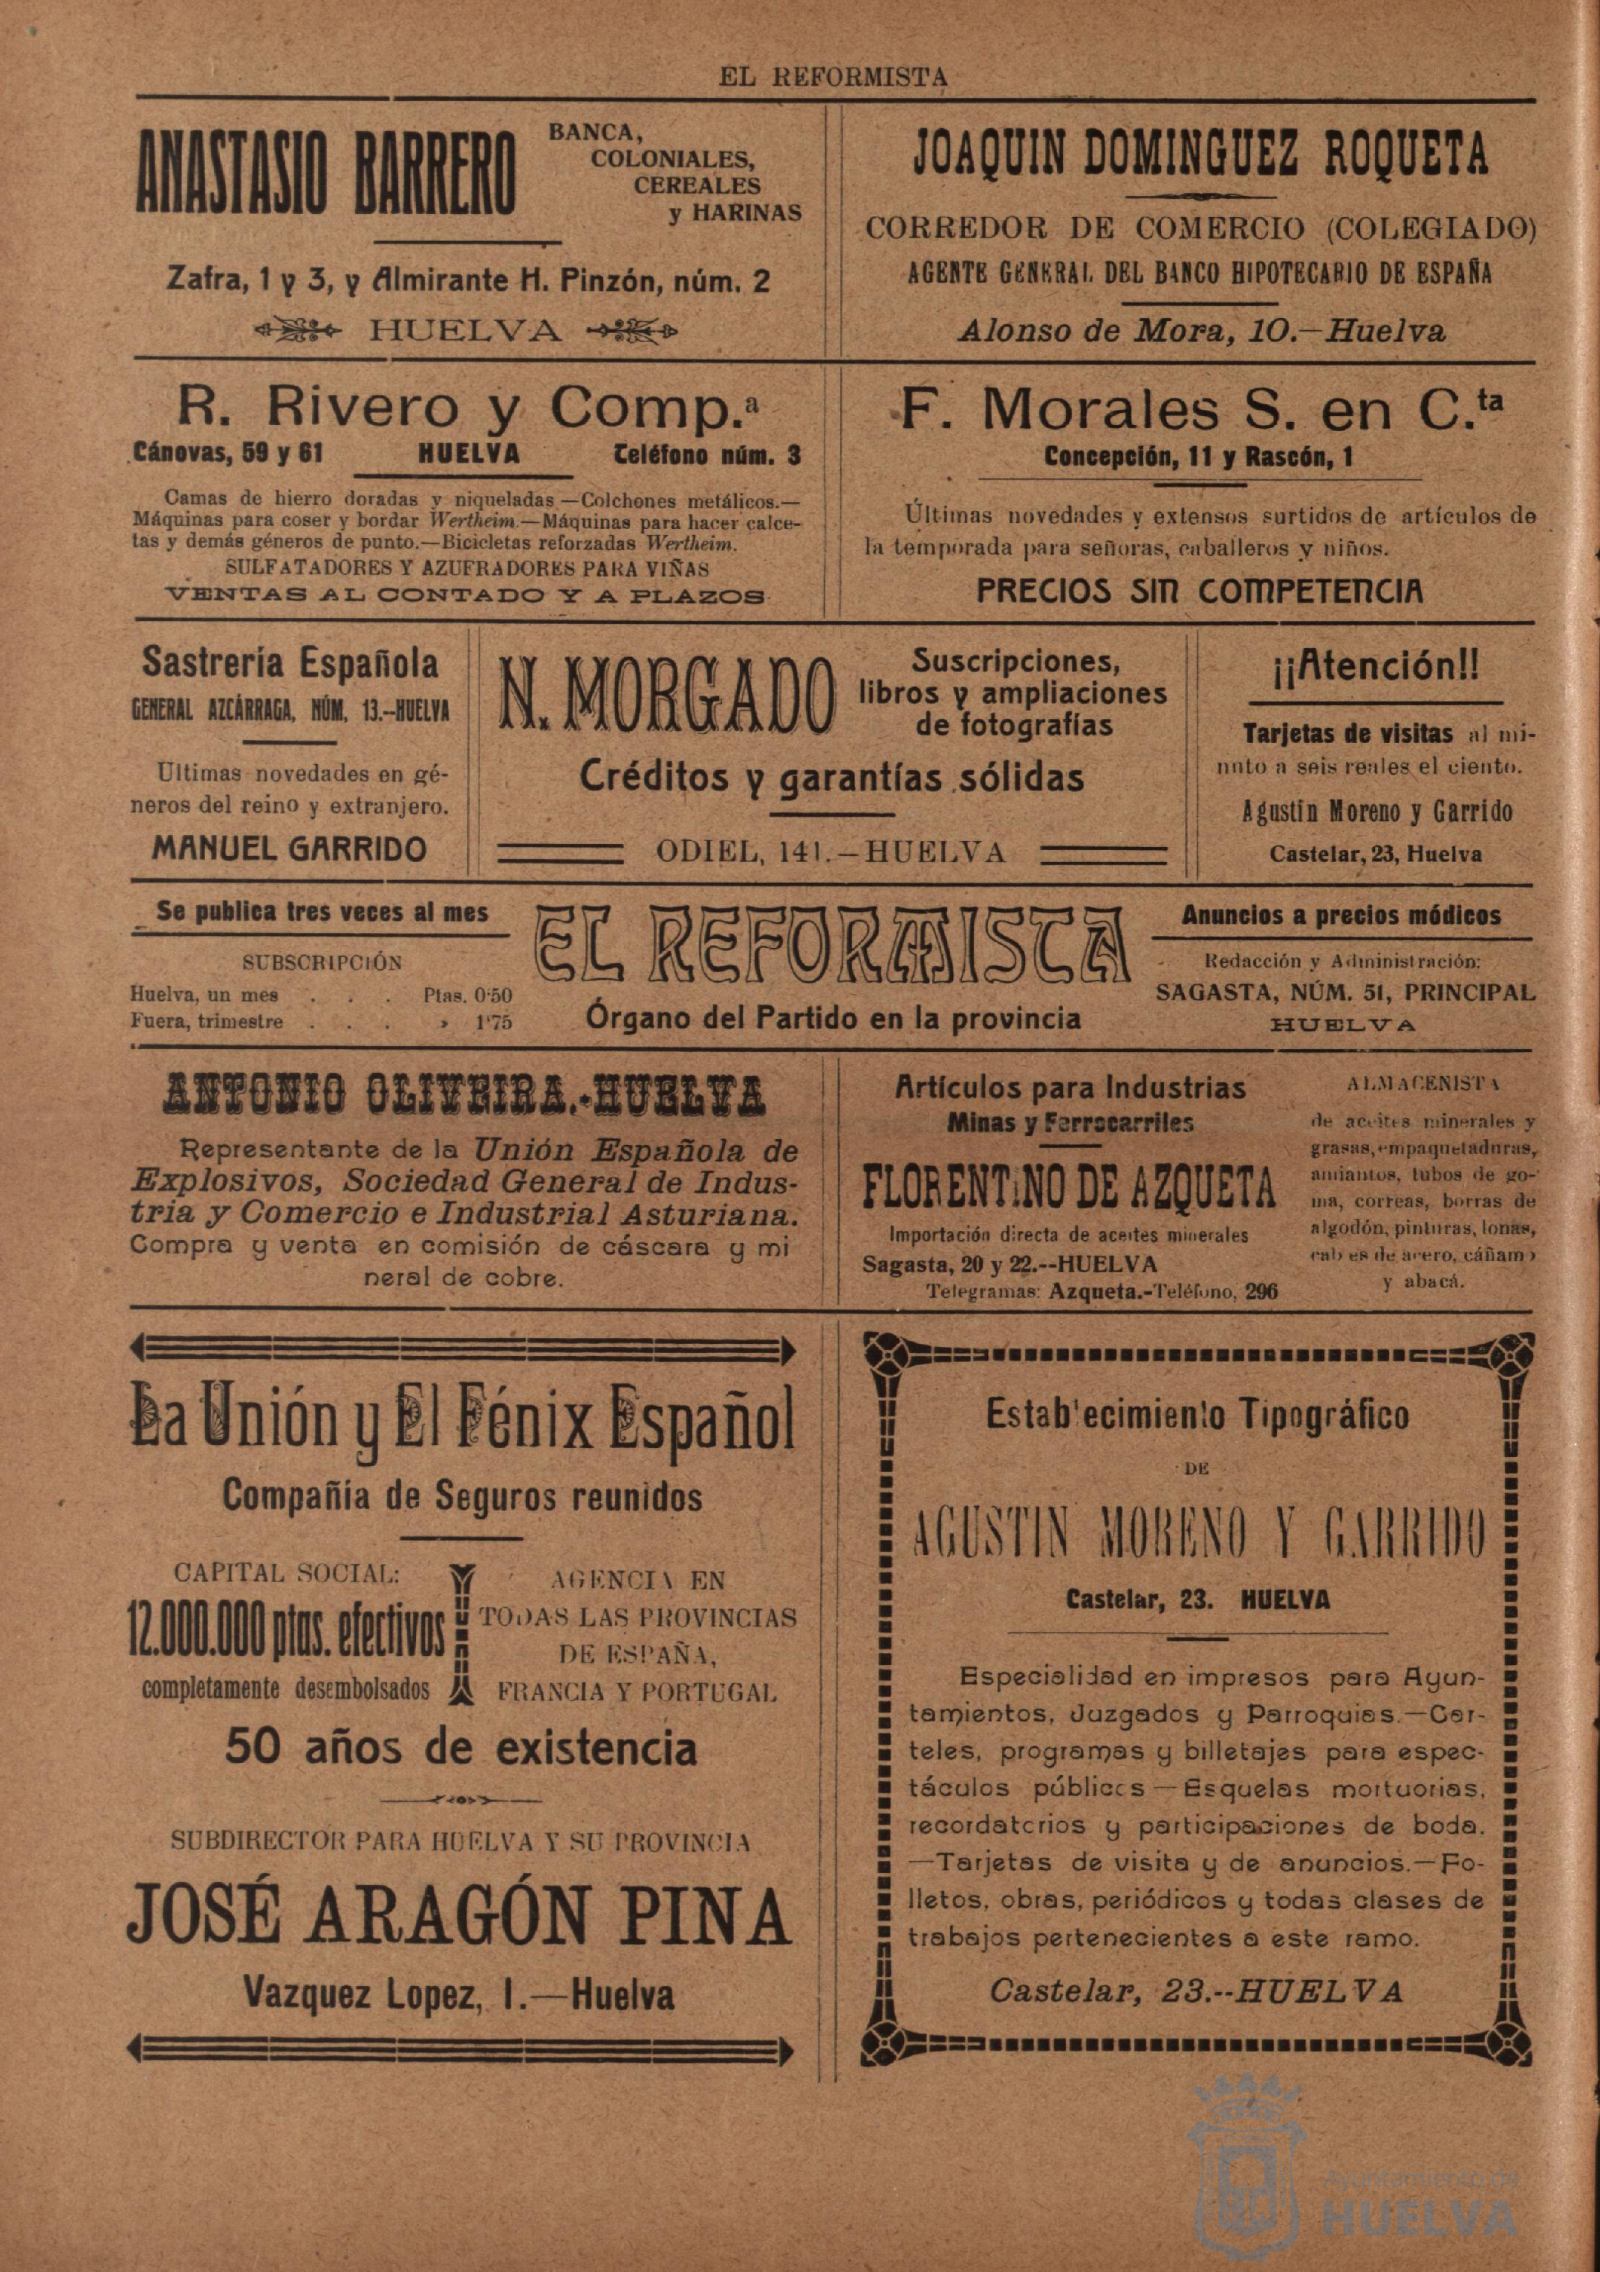 EL REFORMISTA
ANASTASIO BARRERO
BANCA,
COLONIALES,
CEREALES
y HARINAS
Zafra, 1 y 3, y Almirante H. Pinzón, núm. 2
HUELVA
JOAQUIN DOMINGUEZ ROQUETA
CORREDOR DE COMERCIO (COLEGIADO)
AGENTE GENERAL DEL BANCO HIPOTECARIO DE ESPAÑA
Alonso de Mora, 10.—Huelva
R. Rivero y Comp.ª
Cánovas, 59 y 61 HUELVA Teléfono núm. 3
Camas de hierro doradas y niqueladas—Colchones metálicos.—
Máquinas para coser y bordar Wertheim.—Máquinas para hacer calce-
tas y demás géneros de punto.—Bicicletas reforzadas Wertheim.
SULFATADORES Y AZUFRADORES PARA VIÑAS
VENTAS AL CONTADO Y A PLAZOS
F. Morales S. en C.ta
Concepción, 11 y Rascón, 1
Últimas novedades y extensos surtidos de artículos de
la temporada para señoras, caballeros y niños.
PRECIOS SIN COMPETENCIA
Sastrería Española
GENERAL AZCÁRRAGA, NÚM. 13.--HUELVA
Ultimas novedades en gé-
neros del reino y extranjero.
MANUEL GARRIDO
N. MORGADO
Suscripciones,
libros y ampliaciones
de fotografías
Créditos y garantías sólidas
ODIEL, 141.—HUELVA
¡¡Atención!!
Tarjetas de visitas al mi-
nuto a seis reales el ciento.
Agustin Moreno y Garrido
Castelar, 23, Huelva
Se publica tres veces al mes
SUBSCRIPCIÓN
Huelva, un mes . . . Ptas. 0'50
Fuera, trimestre . . . » 1'75
EL REFORMISTA
Órgano del Partido en la provincia
Anuncios a precios módicos
Redacción y Administración:
SAGASTA, NÚM. 51, PRINCIPAL
HUELVA
ANTONIO OLIVEIRA.-HUELVA
Representante de la Unión Española de
Explosivos, Sociedad General de Indus-
tria y Comercio e Industrial Asturiana.
Compra y venta en comisión de cáscara y mi
neral de cobre.
Artículos para Industrias
Minas y Ferrocarriles
FLORENTINO DE AZQUETA
Importación directa de aceites minerales
Sagasta, 20 y 22.--HUELVA
Telegramas: Azqueta.-Teléfono, 296
ALMACENISTA
de aceites minerales y
grasas, empaquetaduras,
amiantos, tubos de go-
ma, correas, borras de
algodón, pinturas, lonas,
cab es de acero, cáñamo
y abacá.
La Unión y El Fénix Español
Compañía de Seguros reunidos
CAPITAL SOCIAL:
12.000.000 ptas. efectivos
completamente desembolsados
AGENCIA EN
TODAS LAS PROVINCIAS
DE ESPAÑA,
FRANCIA Y PORTUGAL
50 años de existencia
SUBDIRECTOR PARA HUELVA Y SU PROVINCIA
JOSÉ ARAGÓN PINA
Vazquez Lopez, 1.—Huelva
Establecimiento Tipográfico
DE
AGUSTIN MORENO Y GARRIDO
Castelar, 23. HUELVA
Especialidad en impresos para Ayun-
tamientos, Juzgados y Parroquias.—Car-
teles, programas y billetajes para espec-
táculos públicos—Esquelas mortuorias,
recordatorios y participaciones de boda.
—Tarjetas de visita y de anuncios.—Fo-
lletos, obras, periódicos y todas clases de
trabajos pertenecientes a este ramo.
Castelar, 23.--HUELVA
Ayuntamiento de
HUELVA